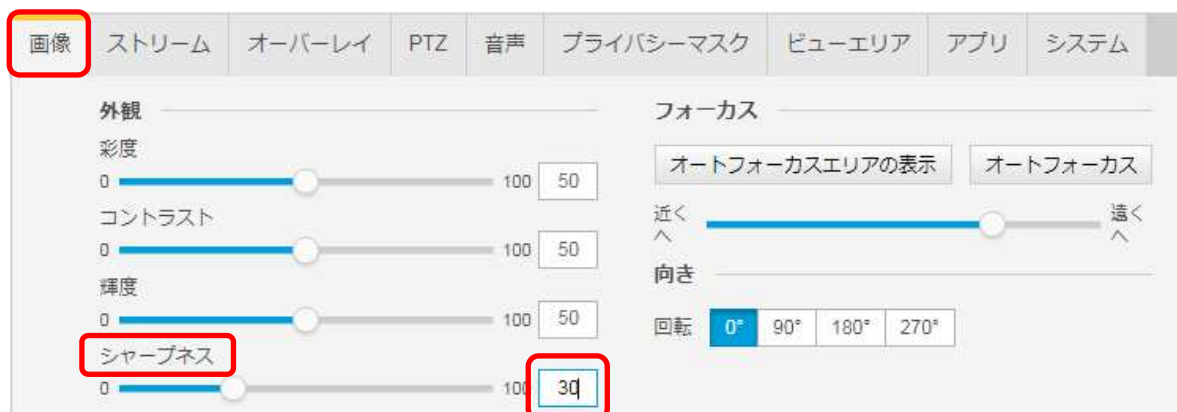 画像 ストリーム オーバーレイ PTZ 音声 プライバシーマスク ビューエリア アプリ システム
外観
彩度
0 100 50
コントラスト
0 100 50
輝度
0 100 50
シャープネス
0 100 30
フォーカス
オートフォーカスエリアの表示 オートフォーカス
近くへ 遠くへ
向き
回転 0° 90° 180° 270°